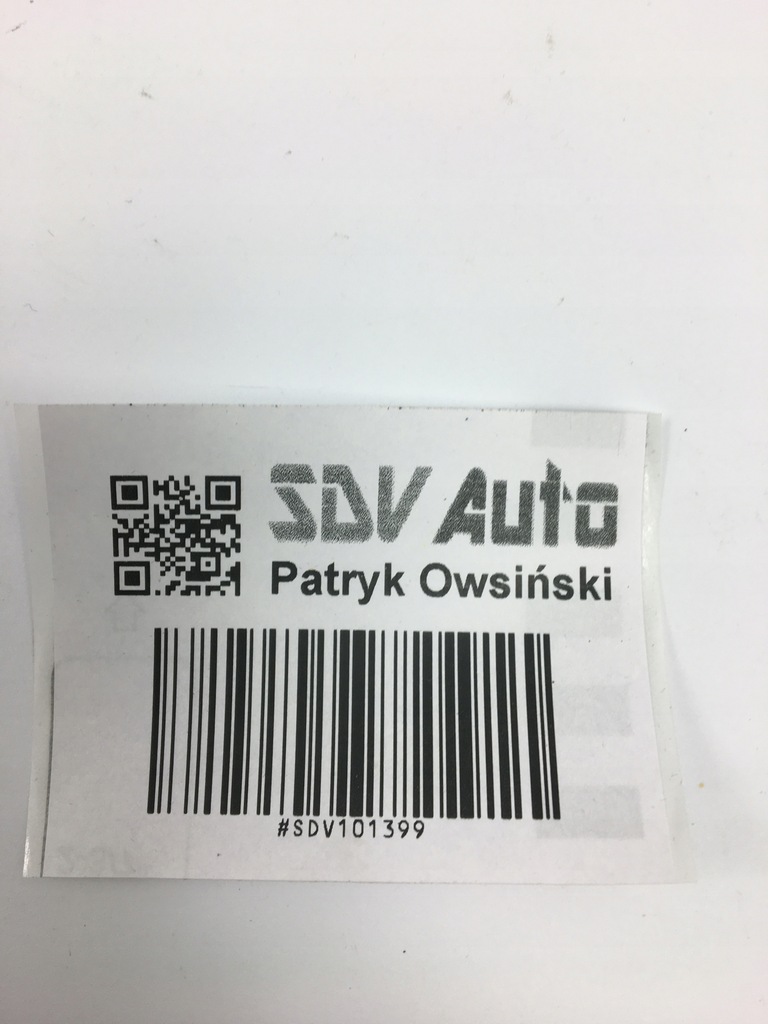 SDV Auto
Patryk Owsiński
#SDV101399